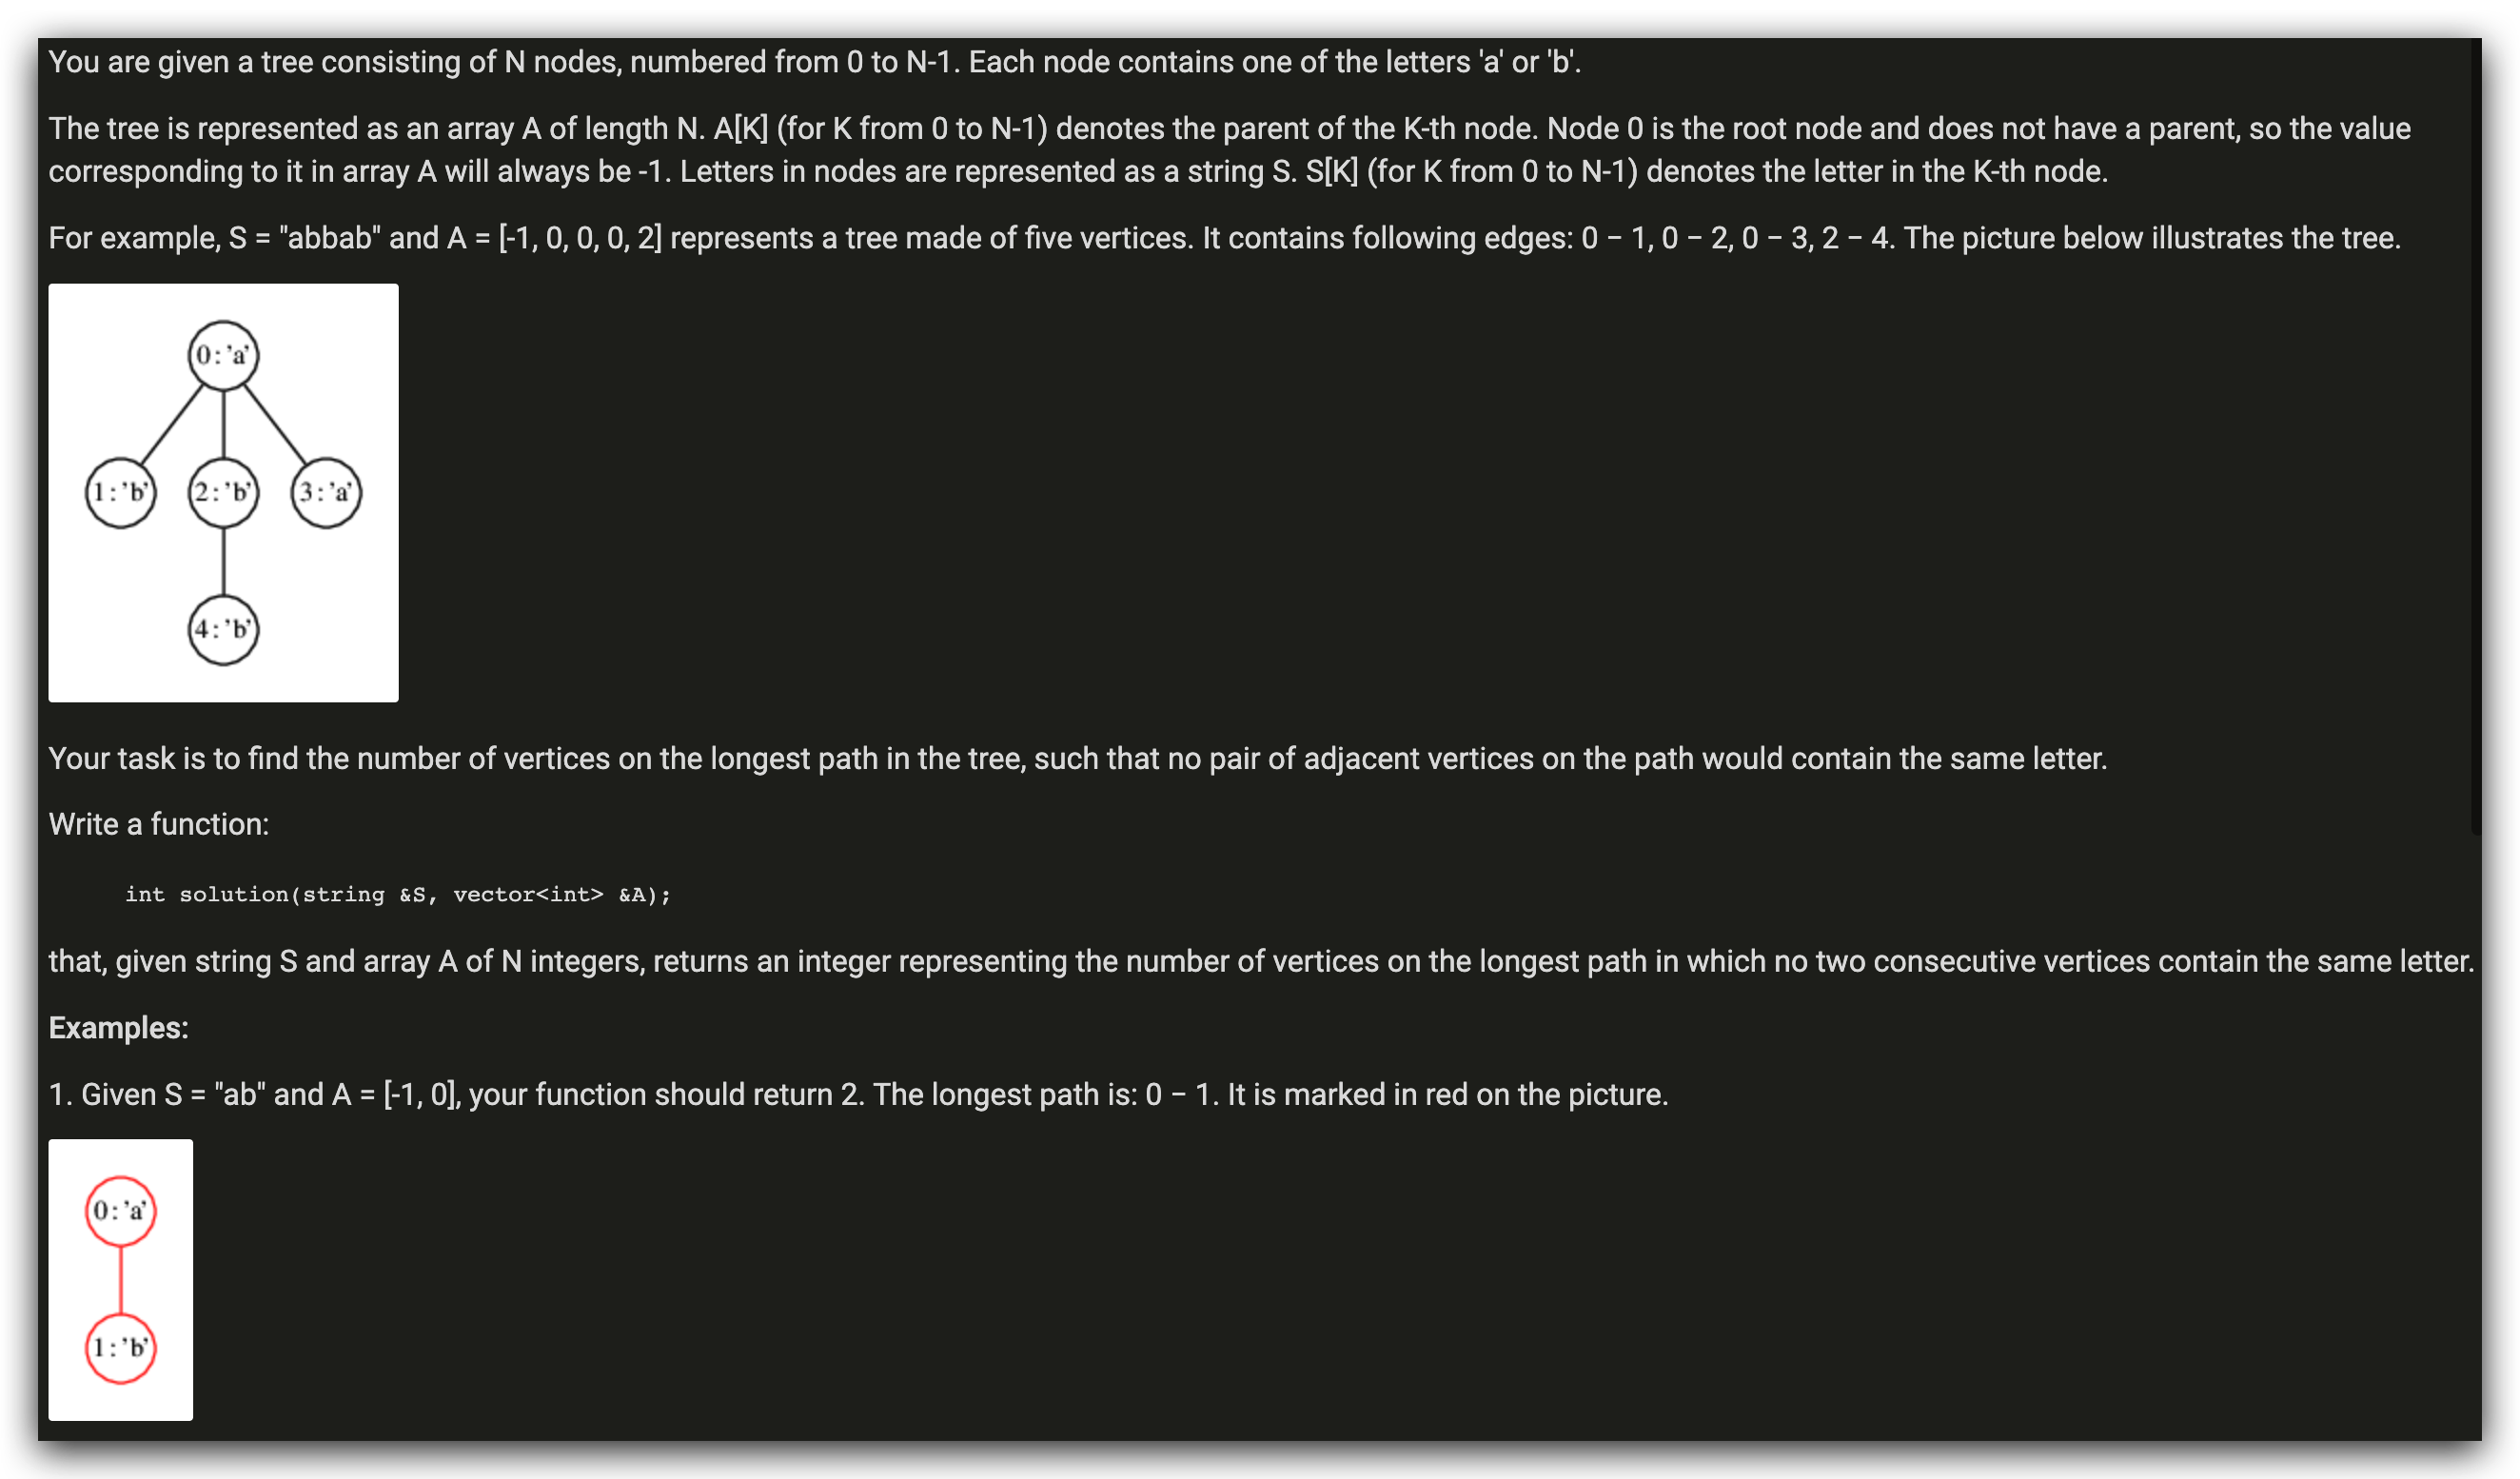 You are given a tree consisting of N nodes, numbered from 0 to N-1. Each node contains one of the letters 'a' or 'b'.
The tree is represented as an array A of length N. A[K] (for K from 0 to N-1) denotes the parent of the K-th node. Node 0 is the root node and does not have a parent, so the value
corresponding to it in array A will always be -1. Letters in nodes are represented as a string S. S[K] (for K from 0 to N-1) denotes the letter in the K-th node.
For example, S = "abbab" and A = [-1, 0, 0, 0, 2] represents a tree made of five vertices. It contains following edges: 0 – 1, 0 – 2, 0 – 3, 2 – 4. The picture below illustrates the tree.
0:'a'
1:'b' 2:'b' 3:'a'
4:'b'
Your task is to find the number of vertices on the longest path in the tree, such that no pair of adjacent vertices on the path would contain the same letter.
Write a function:
int solution(string &S, vector<int> &A);
that, given string S and array A of N integers, returns an integer representing the number of vertices on the longest path in which no two consecutive vertices contain the same letter.
Examples:
1. Given S = "ab" and A = [-1, 0], your function should return 2. The longest path is: 0 – 1. It is marked in red on the picture.
0:'a'
1:'b'